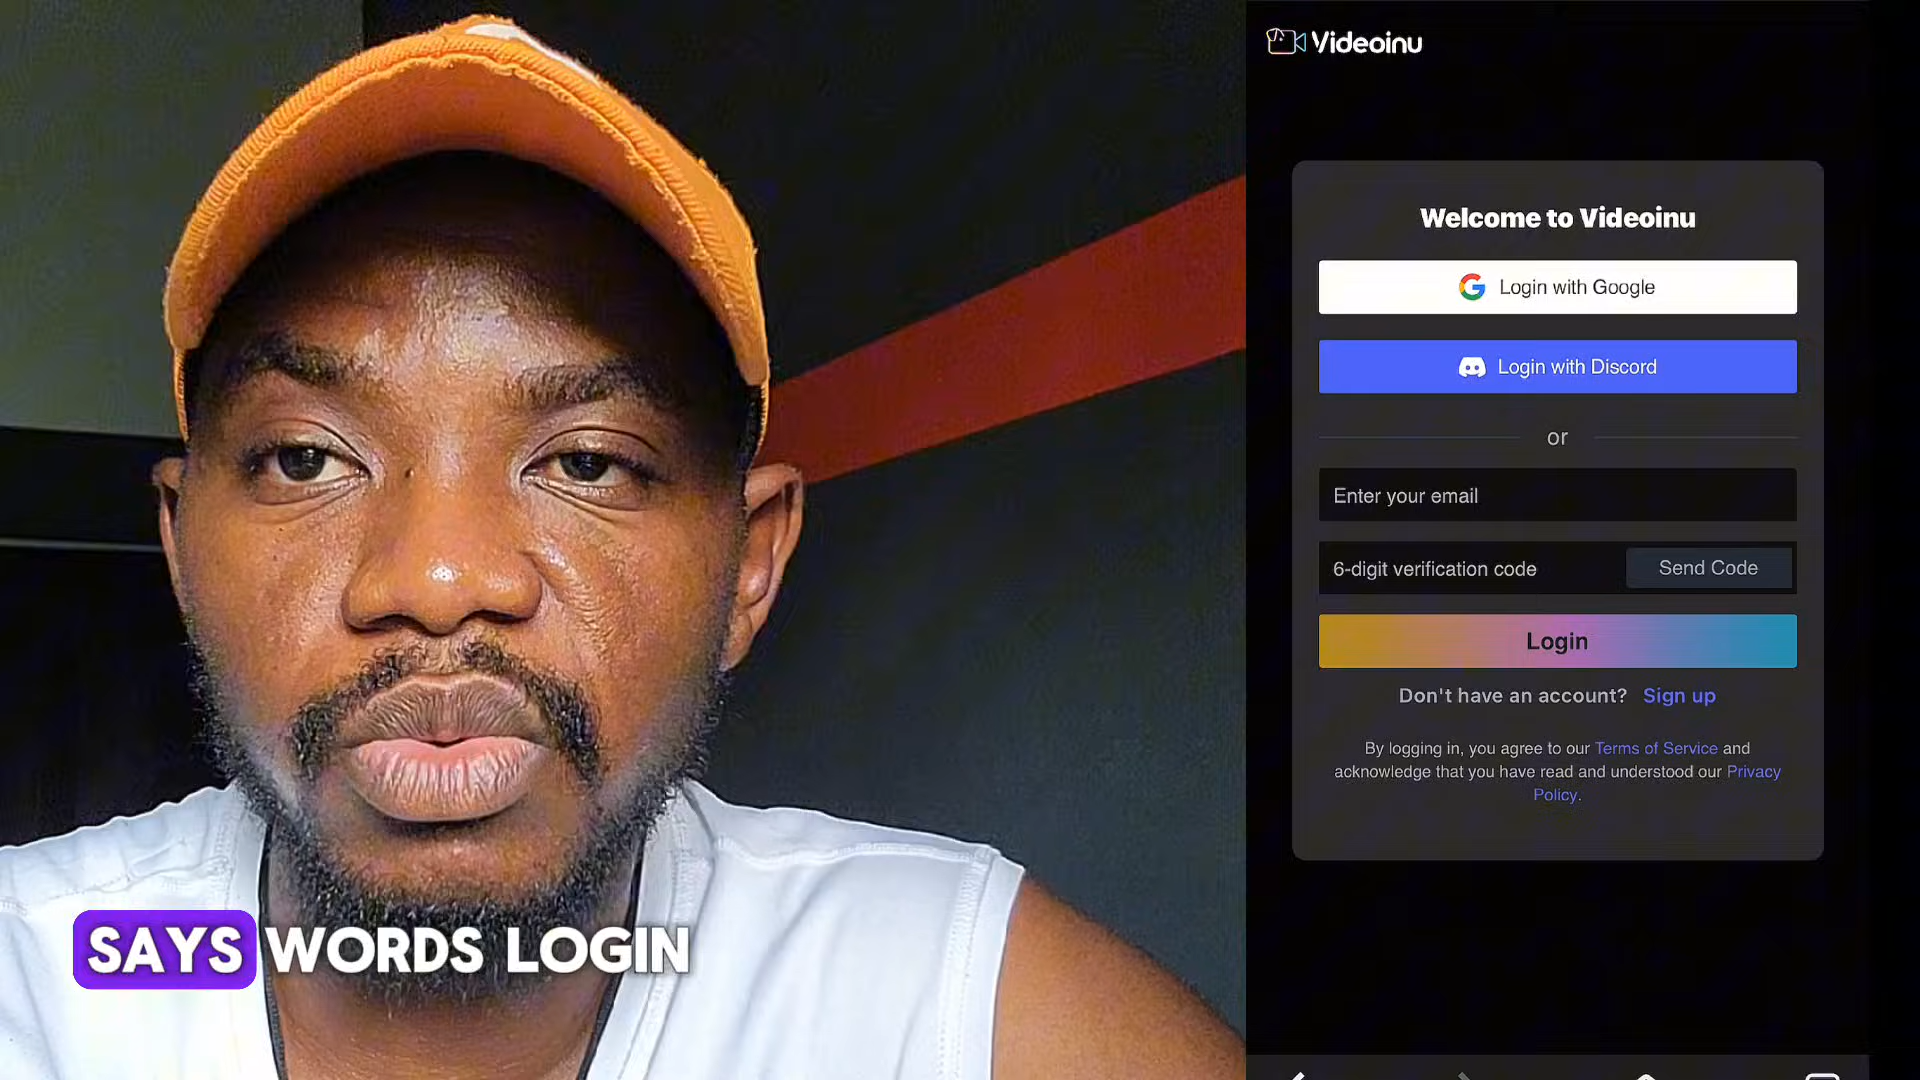 Videoinu
Welcome to Videoinu
Login with Google
Login with Discord
or
Enter your email
6-digit verification code
Send Code
Login
Don't have an account? Sign up
By logging in, you agree to our Terms of Service and
acknowledge that you have read and understood our Privacy
Policy.
SAYS WORDS LOGIN